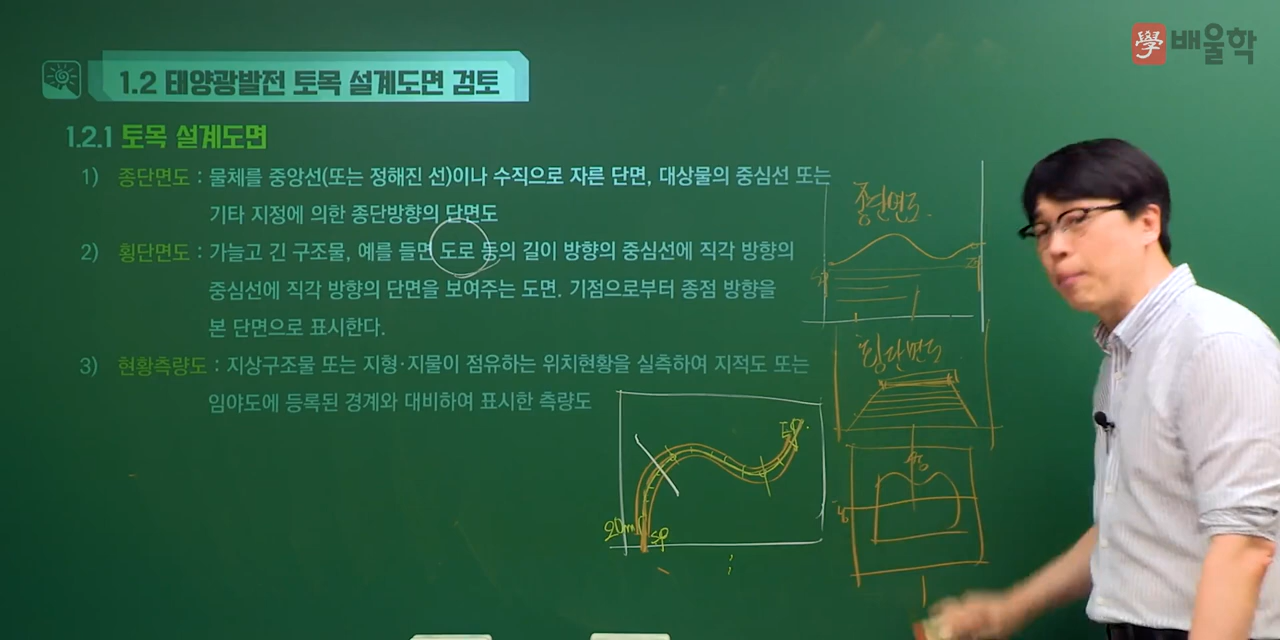 學 배울학
1.2 태양광발전 토목 설계도면 검토
1.2.1 토목 설계도면
1) 종단면도 : 물체를 중앙선(또는 정해진 선)이나 수직으로 자른 단면, 대상물의 중심선 또는
기타 지정에 의한 종단방향의 단면도
2) 횡단면도 : 가늘고 긴 구조물, 예를 들면 도로 등의 길이 방향의 중심선에 직각 방향의
중심선에 직각 방향의 단면을 보여주는 도면. 기점으로부터 종점 방향을
본 단면으로 표시한다.
3) 현황측량도 : 지상구조물 또는 지형·지물이 점유하는 위치현황을 실측하여 지적도 또는
임야도에 등록된 경계와 대비하여 표시한 측량도
종단면도
횡단면도
EP
20m
SP